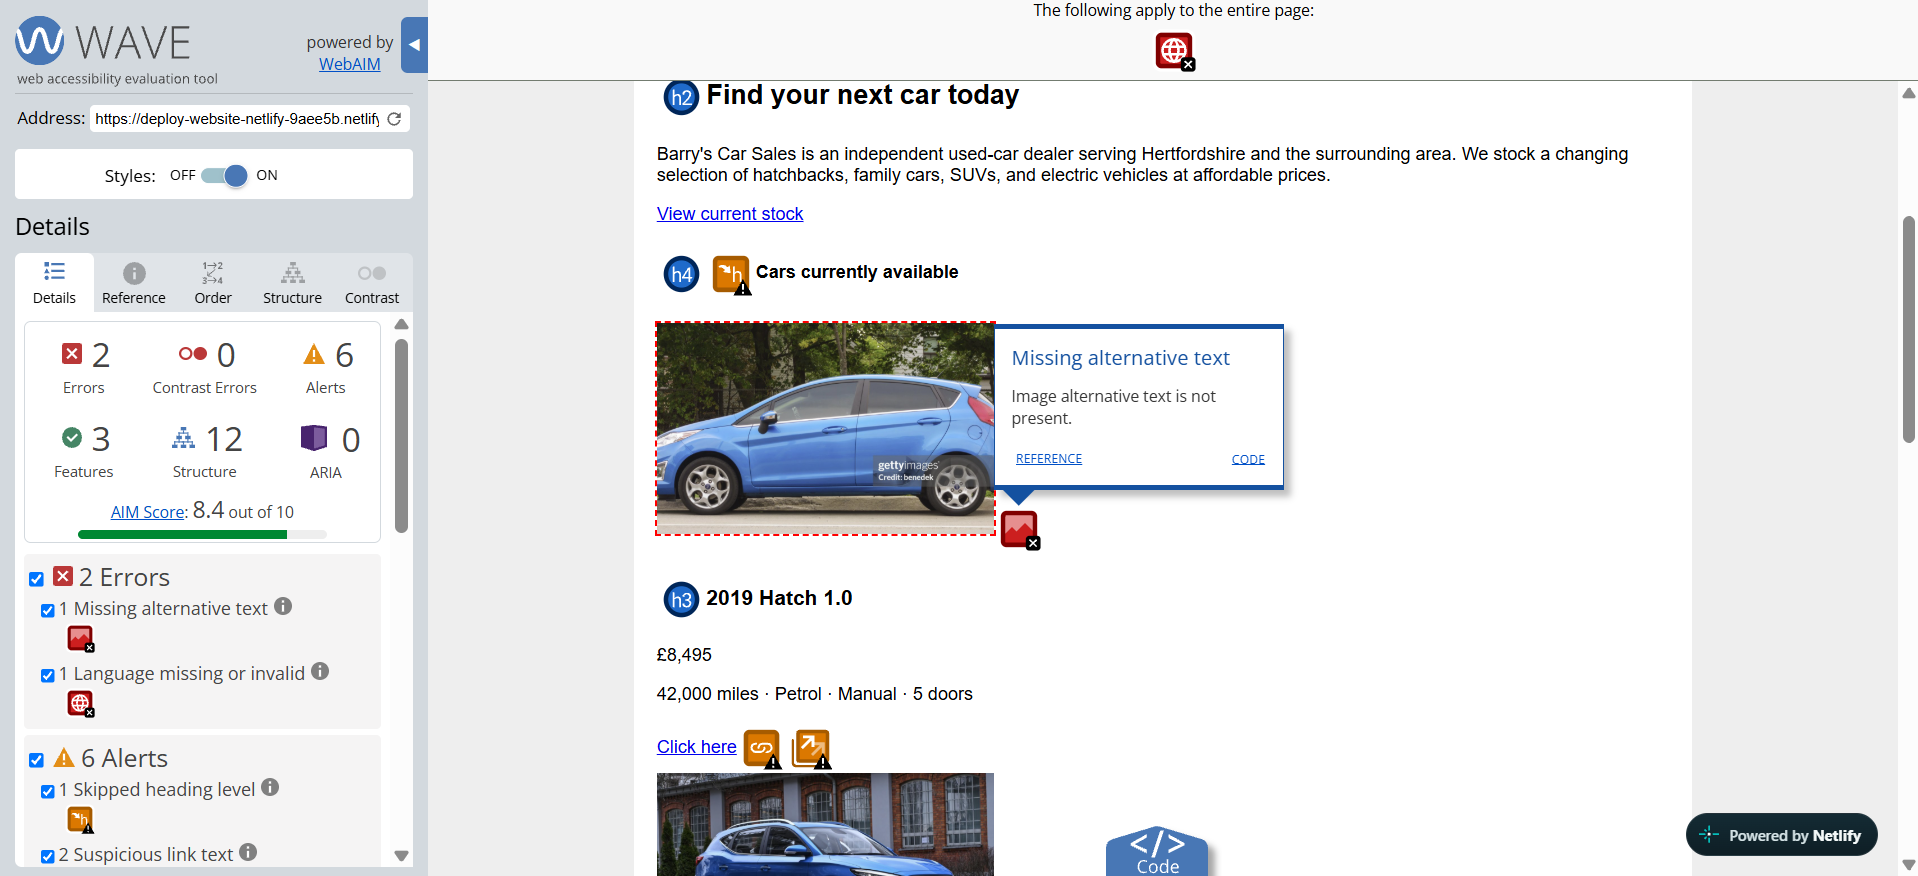 WAVE
web accessibility evaluation tool
powered by
WebAIM
Address: https://deploy-website-netlify-9aee5b.netlify
Styles: OFF ON
Details
Details Reference Order Structure Contrast
2 Errors
0 Contrast Errors
6 Alerts
3 Features
12 Structure
0 ARIA
AIM Score: 8.4 out of 10
2 Errors
1 Missing alternative text
1 Language missing or invalid
6 Alerts
1 Skipped heading level
2 Suspicious link text
The following apply to the entire page:
h2 Find your next car today
Barry's Car Sales is an independent used-car dealer serving Hertfordshire and the surrounding area. We stock a changing
selection of hatchbacks, family cars, SUVs, and electric vehicles at affordable prices.
View current stock
h4 h Cars currently available
gettyimages
Credit: benedek
Missing alternative text
Image alternative text is not
present.
REFERENCE CODE
h3 2019 Hatch 1.0
£8,495
42,000 miles · Petrol · Manual · 5 doors
Click here
</> Code
Powered by Netlify